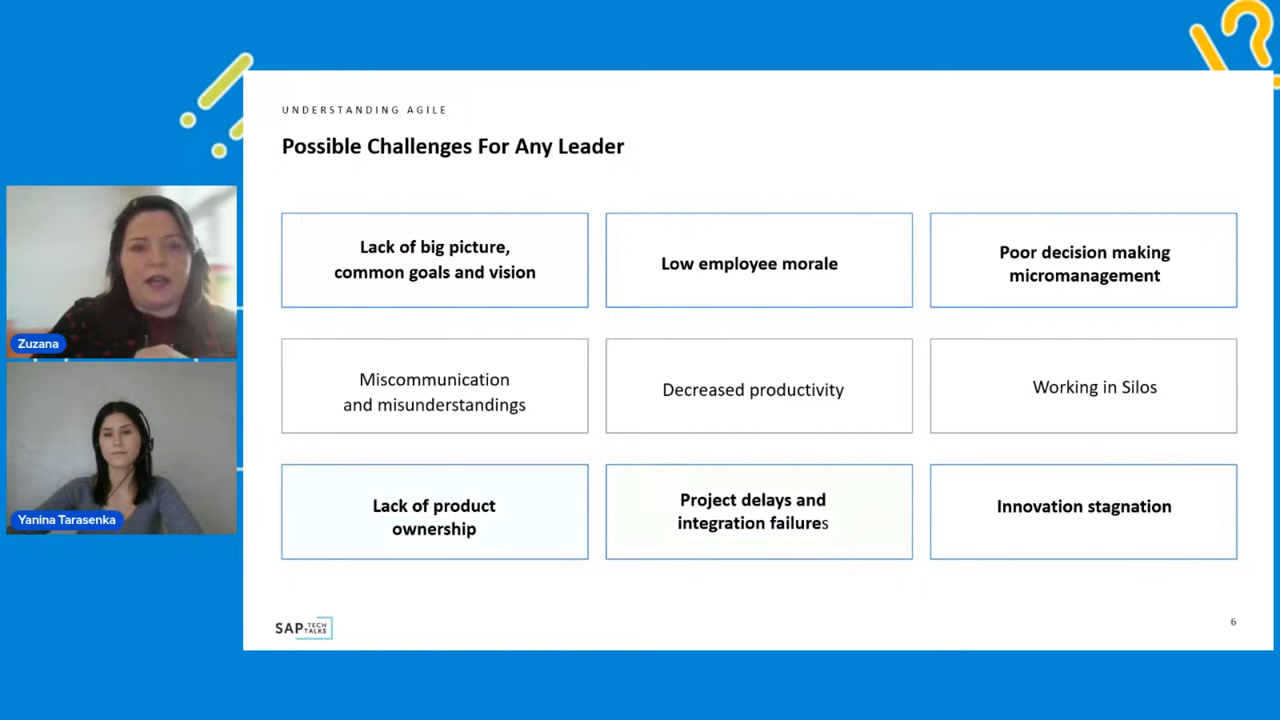 UNDERSTANDING AGILE
Possible Challenges For Any Leader
Lack of big picture,
common goals and vision
Low employee morale
Poor decision making
micromanagement
Miscommunication
and misunderstandings
Decreased productivity
Working in Silos
Lack of product
ownership
Project delays and
integration failures
Innovation stagnation
SAP TECH
TALKS
6
Zuzana
Yanina Tarasenka